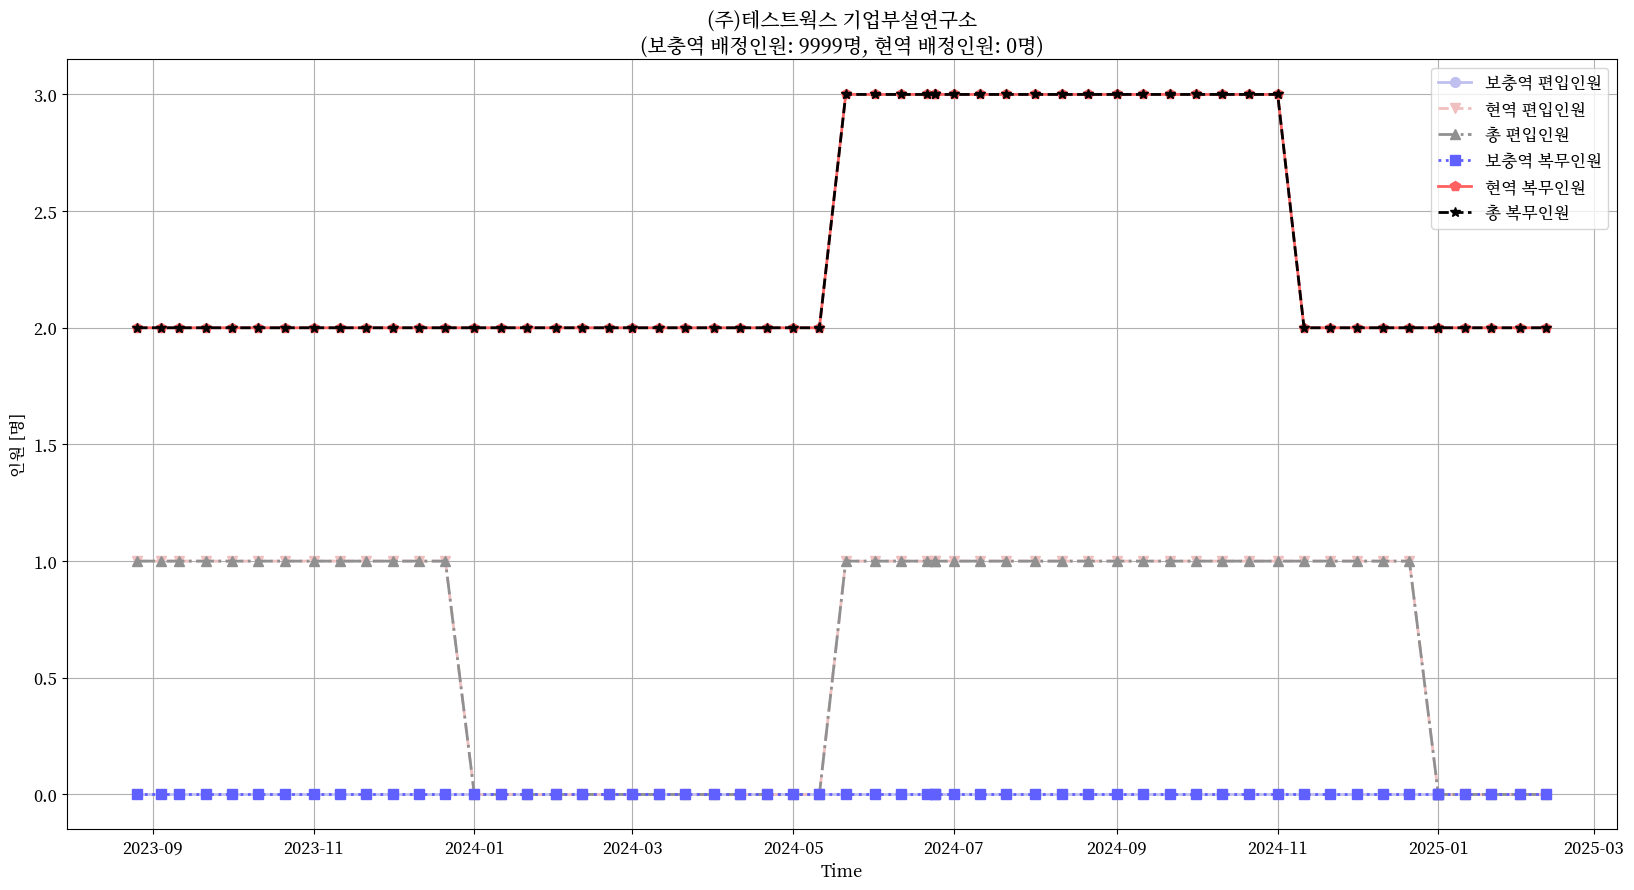 (주)테스트웍스 기업부설연구소
(보충역 배정인원: 9999명, 현역 배정인원: 0명)
보충역 편입인원
현역 편입인원
총 편입인원
보충역 복무인원
현역 복무인원
총 복무인원
인원 [명]
3.0
2.5
2.0
1.5
1.0
0.5
0.0
2023-09 2023-11 2024-01 2024-03 2024-05 2024-07 2024-09 2024-11 2025-01 2025-03
Time